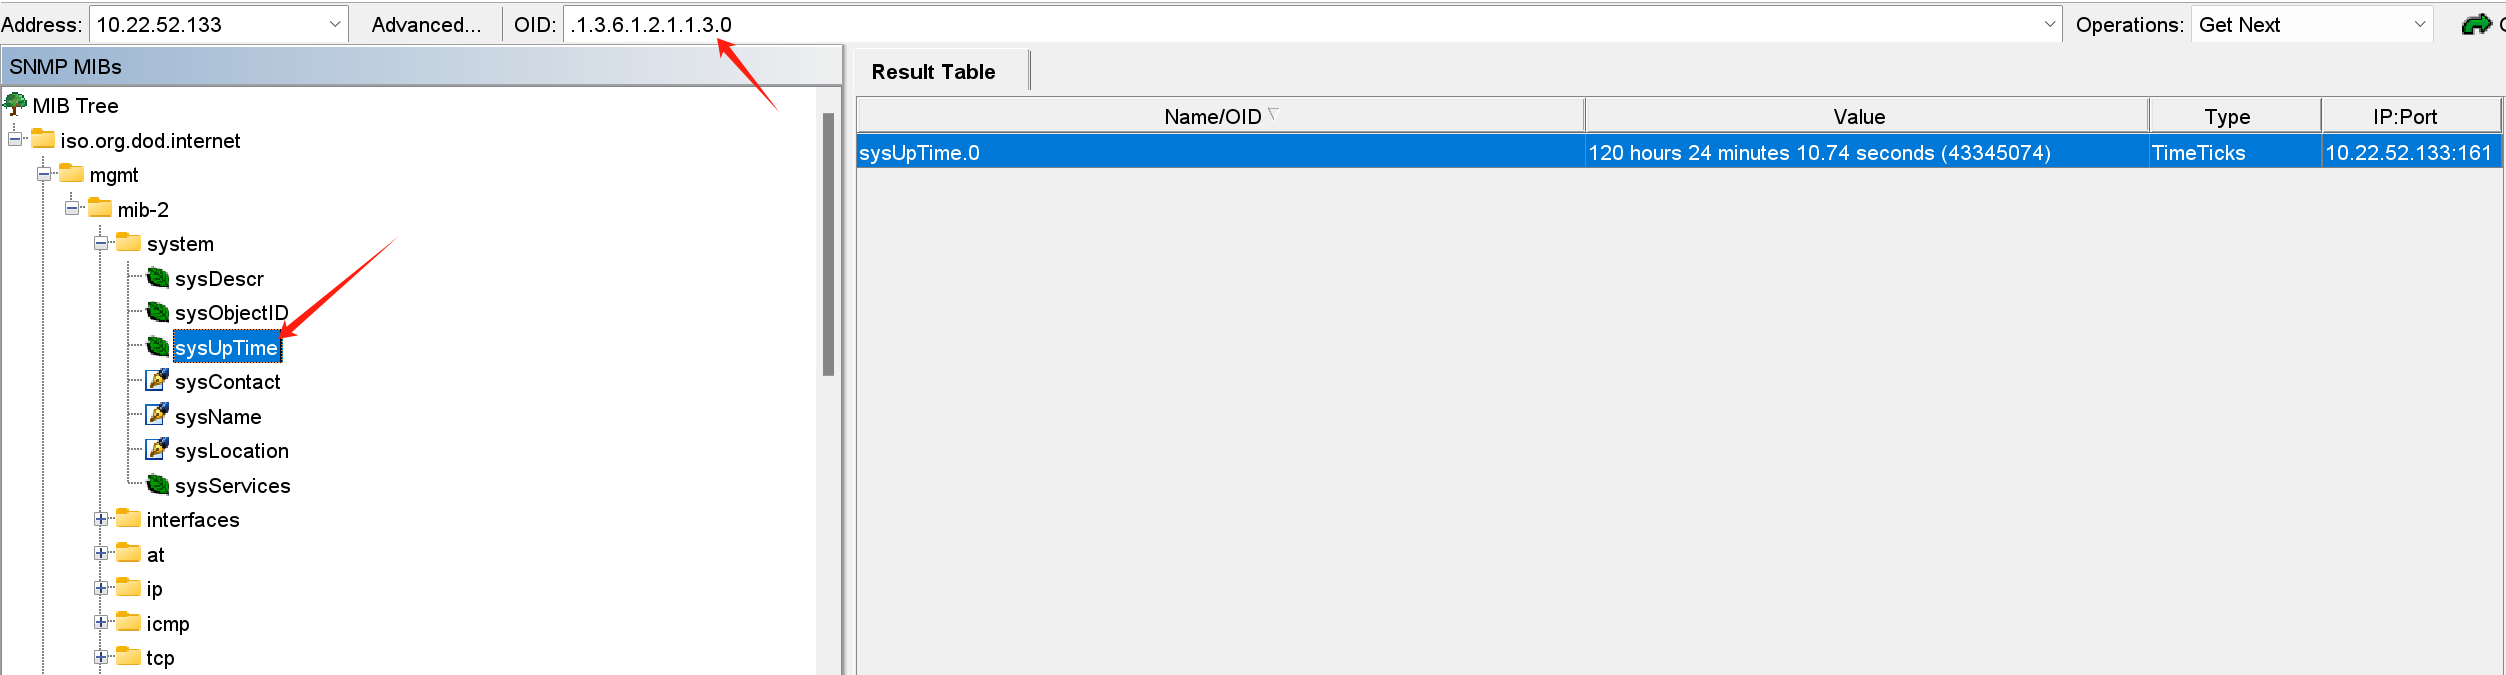 Address: 10.22.52.133 Advanced... OID: .1.3.6.1.2.1.1.3.0 Operations: Get Next
SNMP MIBs
Result Table
MIB Tree
Name/OID Value Type IP:Port
iso.org.dod.internet
sysUpTime.0 120 hours 24 minutes 10.74 seconds (43345074) TimeTicks 10.22.52.133:161
mgmt
mib-2
system
sysDescr
sysObjectID
sysUpTime
sysContact
sysName
sysLocation
sysServices
interfaces
at
ip
icmp
tcp